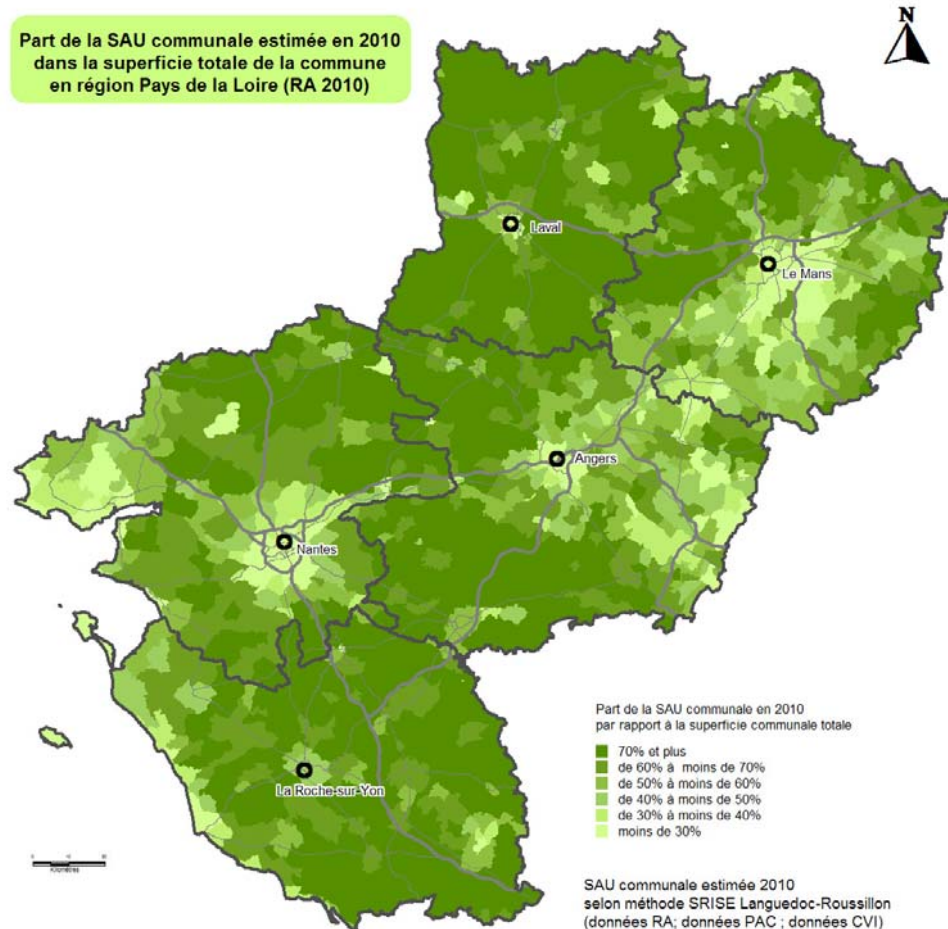 Part de la SAU communale estimée en 2010
dans la superficie totale de la commune
en région Pays de la Loire (RA 2010)
N
Laval
Le Mans
Angers
Nantes
La Roche-sur-Yon
Part de la SAU communale en 2010
par rapport à la superficie communale totale
70% et plus
de 60% à moins de 70%
de 50% à moins de 60%
de 40% à moins de 50%
de 30% à moins de 40%
moins de 30%
Kilomètres
SAU communale estimée 2010
selon méthode SRISE Languedoc-Roussillon
(données RA; données PAC ; données CVI)